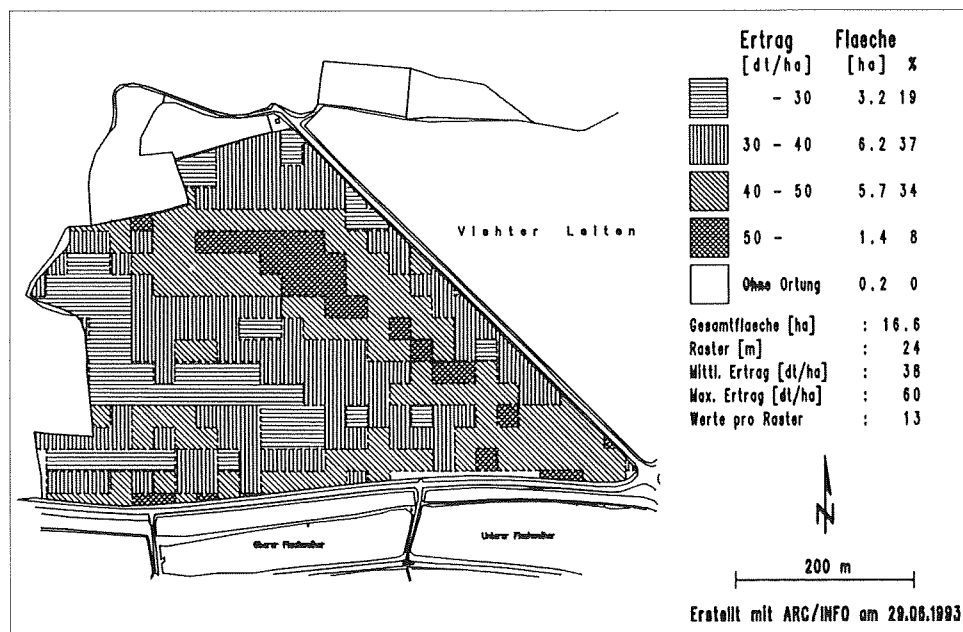 Ertrag Flaeche
[dt/ha] [ha] %
- 30 3.2 19
30 - 40 6.2 37
40 - 50 5.7 34
50 - 1.4 8
Ohne Ortung 0.2 0
Gesamtflaeche [ha] : 16.6
Raster [m] : 24
Mittl. Ertrag [dt/ha] : 38
Max. Ertrag [dt/ha] : 60
Werte pro Raster : 13
Viehter Leiten
Oberer
Unterer
N
200 m
Erstellt mit ARC/INFO am 29.06.1993